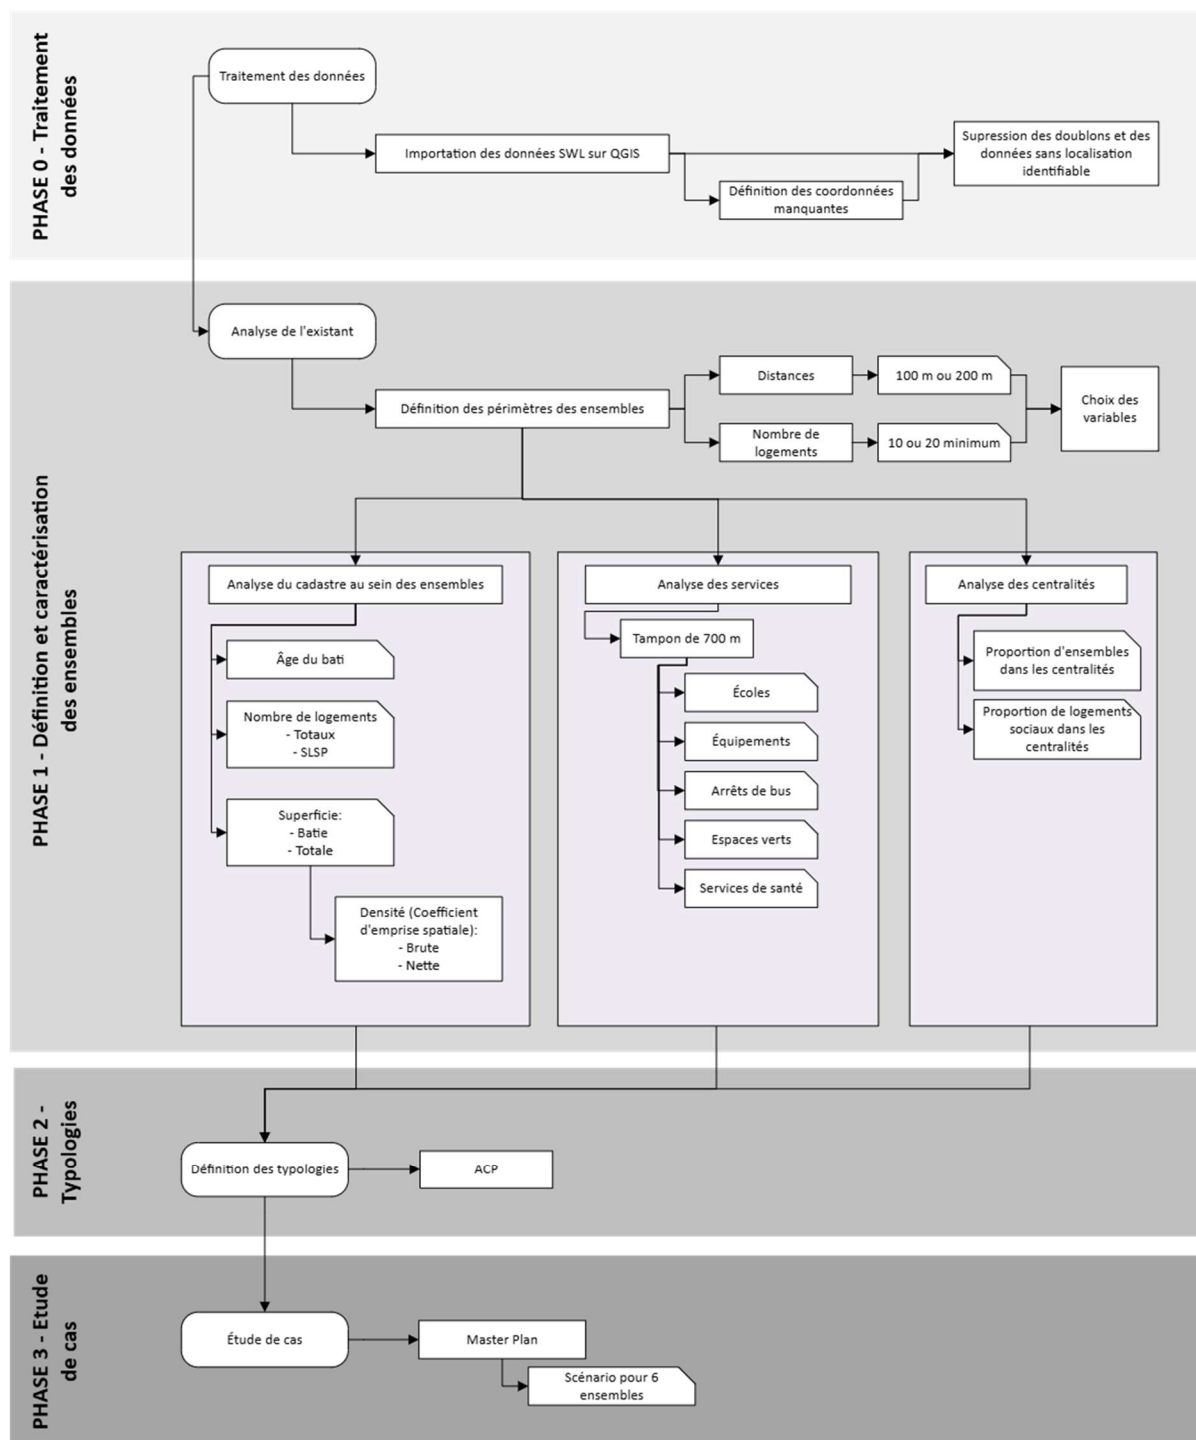 PHASE 0 - Traitement
des données
Traitement des données
Importation des données SWL sur QGIS
Supression des doublons et des
données sans localisation
identifiable
Définition des coordonnées
manquantes
PHASE 1 - Définition et caractérisation
des ensembles
Analyse de l'existant
Définition des périmètres des ensembles
Distances
100 m ou 200 m
Nombre de
logements
10 ou 20 minimum
Choix des
variables
Analyse du cadastre au sein des ensembles
Âge du bati
Nombre de logements
- Totaux
- SLSP
Superficie:
- Batie
- Totale
Densité (Coefficient
d'emprise spatiale):
- Brute
- Nette
Analyse des services
Tampon de 700 m
Écoles
Équipements
Arrêts de bus
Espaces verts
Services de santé
Analyse des centralités
Proportion d'ensembles
dans les centralités
Proportion de logements
sociaux dans les
centralités
PHASE 2 -
Typologies
Définition des typologies
ACP
PHASE 3 - Etude
de cas
Étude de cas
Master Plan
Scénario pour 6
ensembles